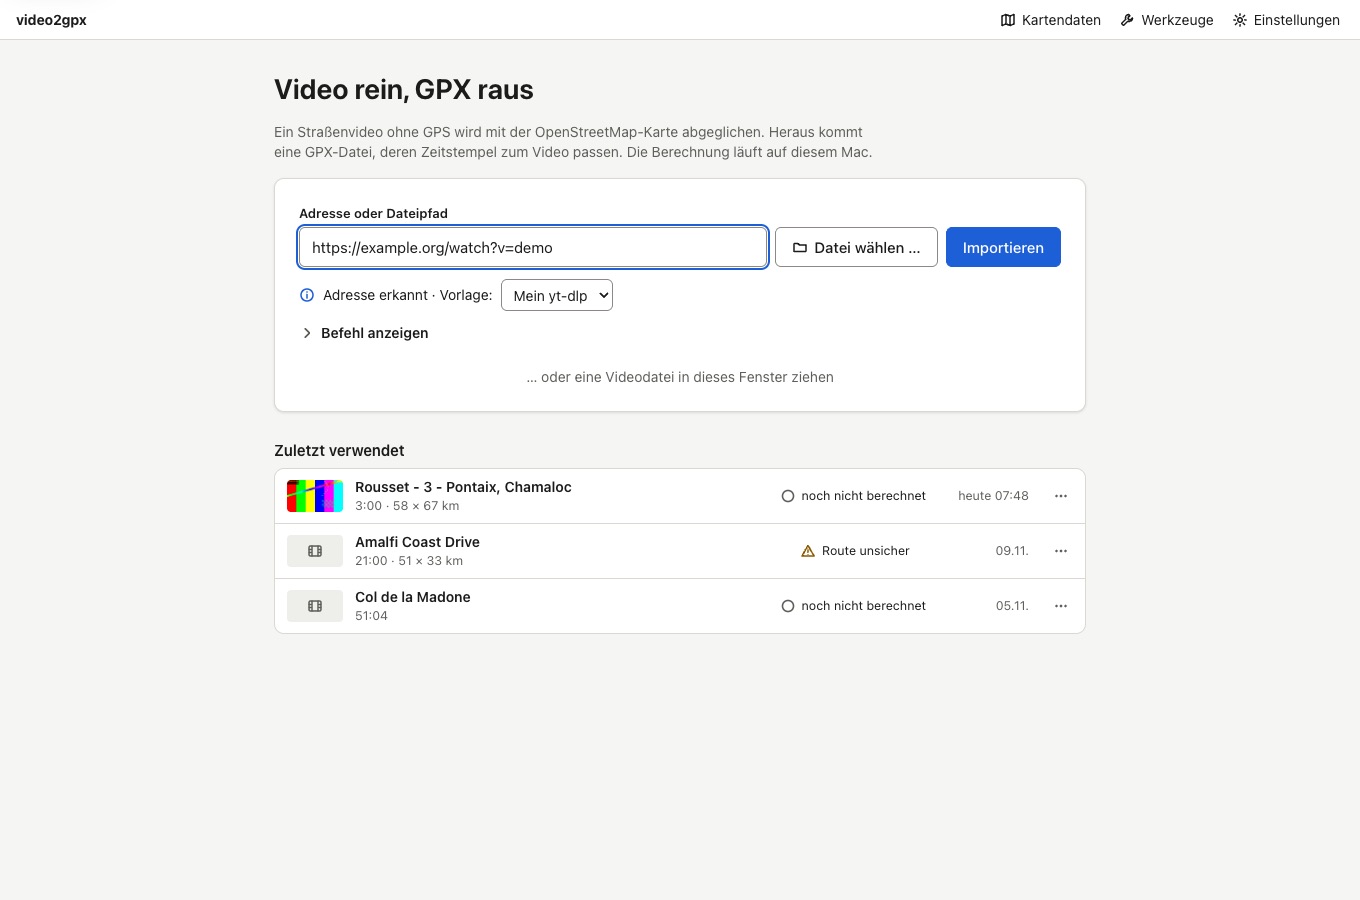 video2gpx
Kartendaten
Werkzeuge
Einstellungen
Video rein, GPX raus
Ein Straßenvideo ohne GPS wird mit der OpenStreetMap-Karte abgeglichen. Heraus kommt
eine GPX-Datei, deren Zeitstempel zum Video passen. Die Berechnung läuft auf diesem Mac.
Adresse oder Dateipfad
https://example.org/watch?v=demo
Datei wählen ...
Importieren
Adresse erkannt · Vorlage:
Mein yt-dlp
Befehl anzeigen
... oder eine Videodatei in dieses Fenster ziehen
Zuletzt verwendet
Rousset - 3 - Pontaix, Chamaloc
3:00 · 58 × 67 km
noch nicht berechnet
heute 07:48
Amalfi Coast Drive
21:00 · 51 × 33 km
Route unsicher
09.11.
Col de la Madone
51:04
noch nicht berechnet
05.11.